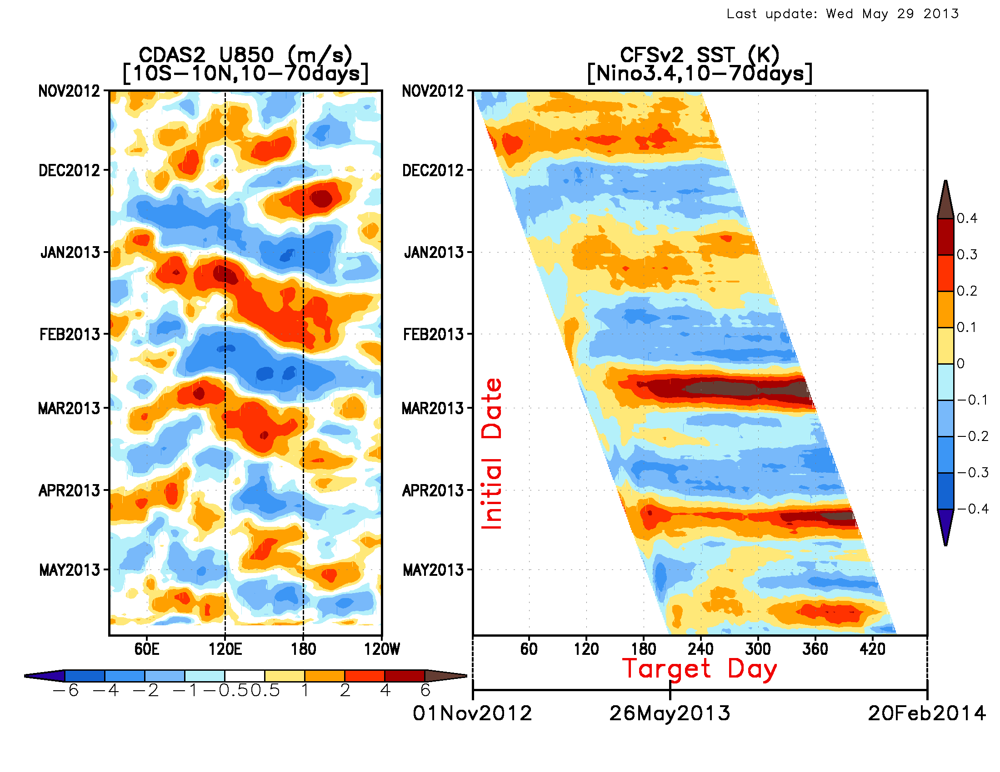 Last update: Wed May 29 2013
CDAS2 U850 (m/s)
[10S-10N,10-70days]
NOV2012
DEC2012
JAN2013
FEB2013
MAR2013
APR2013
MAY2013
60E 120E 180 120W
-6 -4 -2 -1 -0.5 0.5 1 2 4 6
CFSv2 SST (K)
[Nino3.4,10-70days]
NOV2012
DEC2012
JAN2013
FEB2013
MAR2013
APR2013
MAY2013
Initial Date
60 120 180 240 300 360 420
Target Day
01Nov2012 26May2013 20Feb2014
0.4
0.3
0.2
0.1
0
-0.1
-0.2
-0.3
-0.4